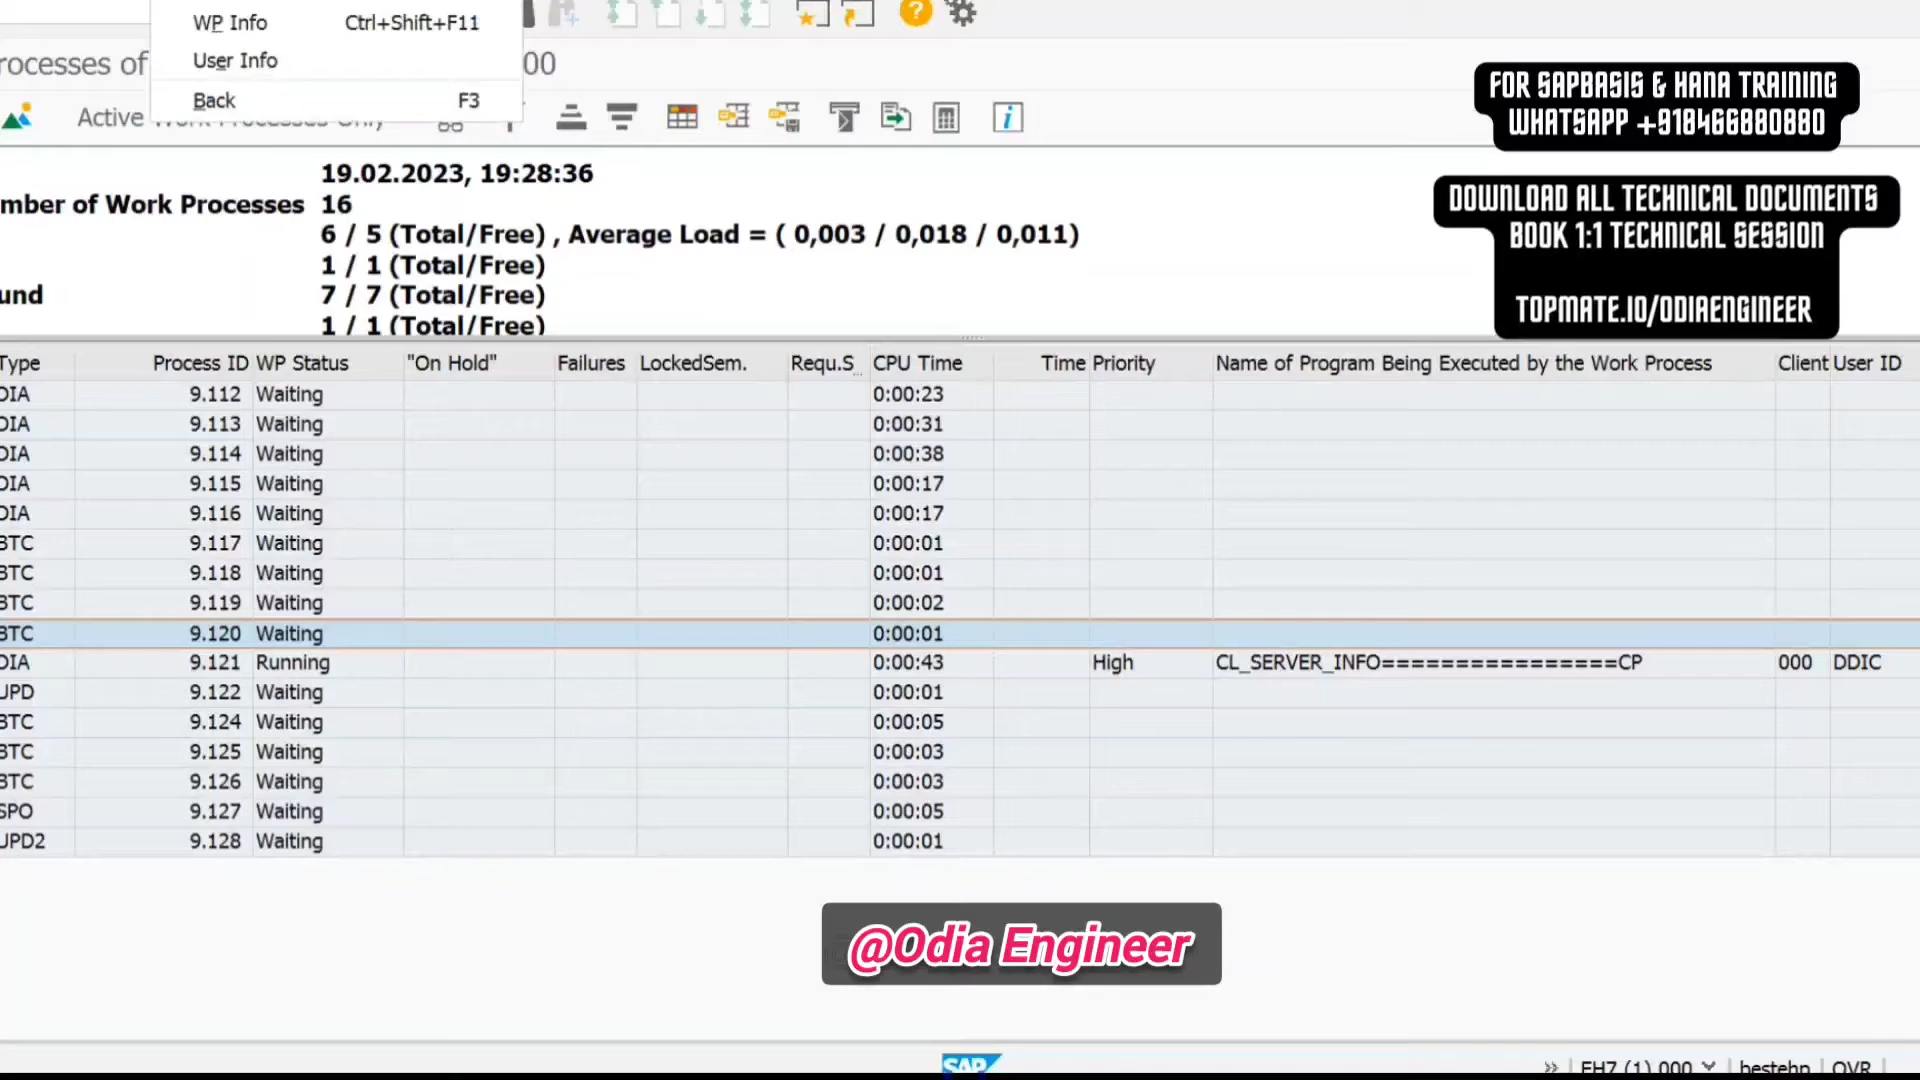 WP Info Ctrl+Shift+F11
User Info
rocesses of 00
Back F3
Active Work Processes Only
FOR SAPBASIS & HANA TRAINING
WHATSAPP +918466880880
DOWNLOAD ALL TECHNICAL DOCUMENTS
BOOK 1:1 TECHNICAL SESSION
TOPMATE.IO/ODIAENGINEER
19.02.2023, 19:28:36
mber of Work Processes 16
6 / 5 (Total/Free) , Average Load = ( 0,003 / 0,018 / 0,011)
1 / 1 (Total/Free)
und 7 / 7 (Total/Free)
1 / 1 (Total/Free)
Type Process ID WP Status "On Hold" Failures LockedSem. Requ.S... CPU Time Time Priority Name of Program Being Executed by the Work Process Client User ID
DIA 9.112 Waiting 0:00:23
DIA 9.113 Waiting 0:00:31
DIA 9.114 Waiting 0:00:38
DIA 9.115 Waiting 0:00:17
DIA 9.116 Waiting 0:00:17
BTC 9.117 Waiting 0:00:01
BTC 9.118 Waiting 0:00:01
BTC 9.119 Waiting 0:00:02
BTC 9.120 Waiting 0:00:01
DIA 9.121 Running 0:00:43 High CL_SERVER_INFO================CP 000 DDIC
UPD 9.122 Waiting 0:00:01
BTC 9.124 Waiting 0:00:05
BTC 9.125 Waiting 0:00:03
BTC 9.126 Waiting 0:00:03
SPO 9.127 Waiting 0:00:05
UPD2 9.128 Waiting 0:00:01
@Odia Engineer
SAP EH7 (1) 000 bestehp OVR